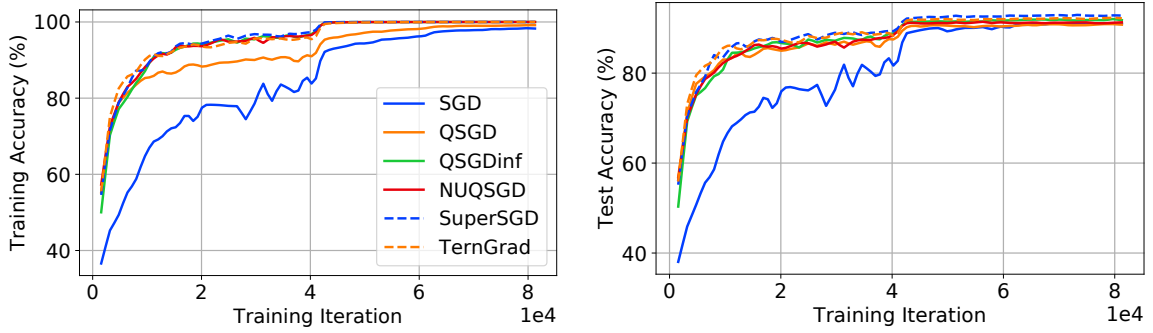 Training Accuracy (%)
100
80
60
40
0
2
4
6
8
1e4
Training Iteration
SGD
QSGD
QSGDinf
NUQSGD
SuperSGD
TernGrad
Test Accuracy (%)
80
60
40
0
2
4
6
8
1e4
Training Iteration